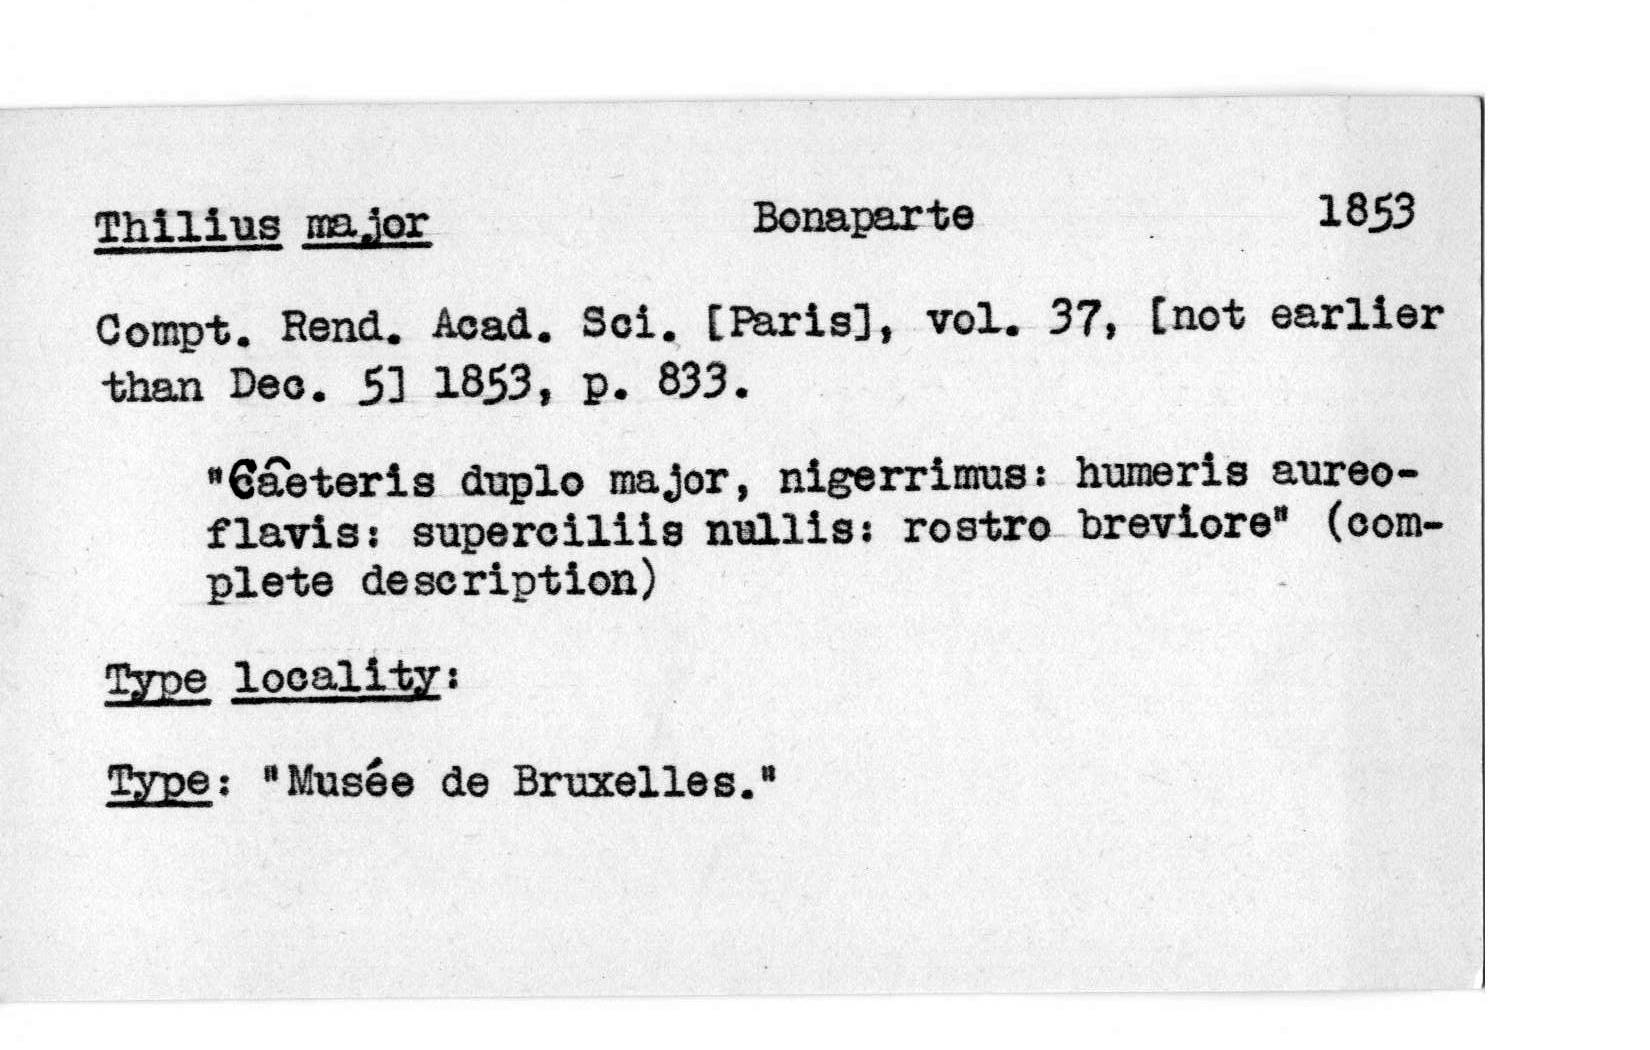 Thilius major Bonaparte 1853
Compt. Rend. Acad. Sci. [Paris], vol. 37, [not earlier
than Dec. 5] 1853, p. 833.
"Caeteris duplo major, nigerrimus: humeris aureo-
flavis: superciliis nullis: rostro breviore" (com-
plete description)
Type locality:
Type: "Musée de Bruxelles."